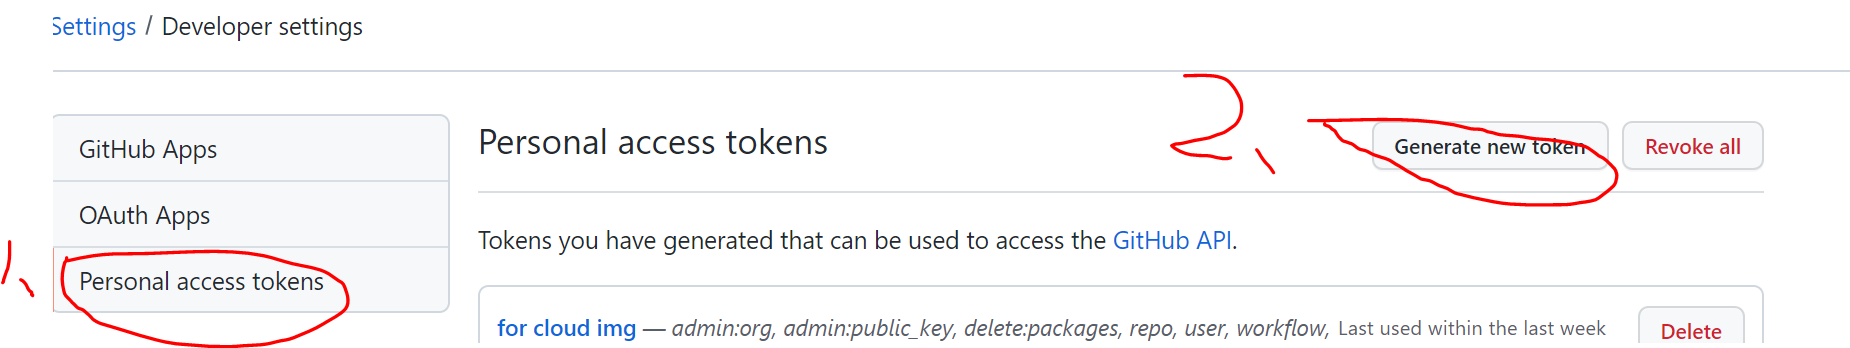 Settings / Developer settings
GitHub Apps
OAuth Apps
1、
Personal access tokens
Personal access tokens
2、
Generate new token
Revoke all
Tokens you have generated that can be used to access the GitHub API.
for cloud img — admin:org, admin:public_key, delete:packages, repo, user, workflow, Last used within the last week
Delete